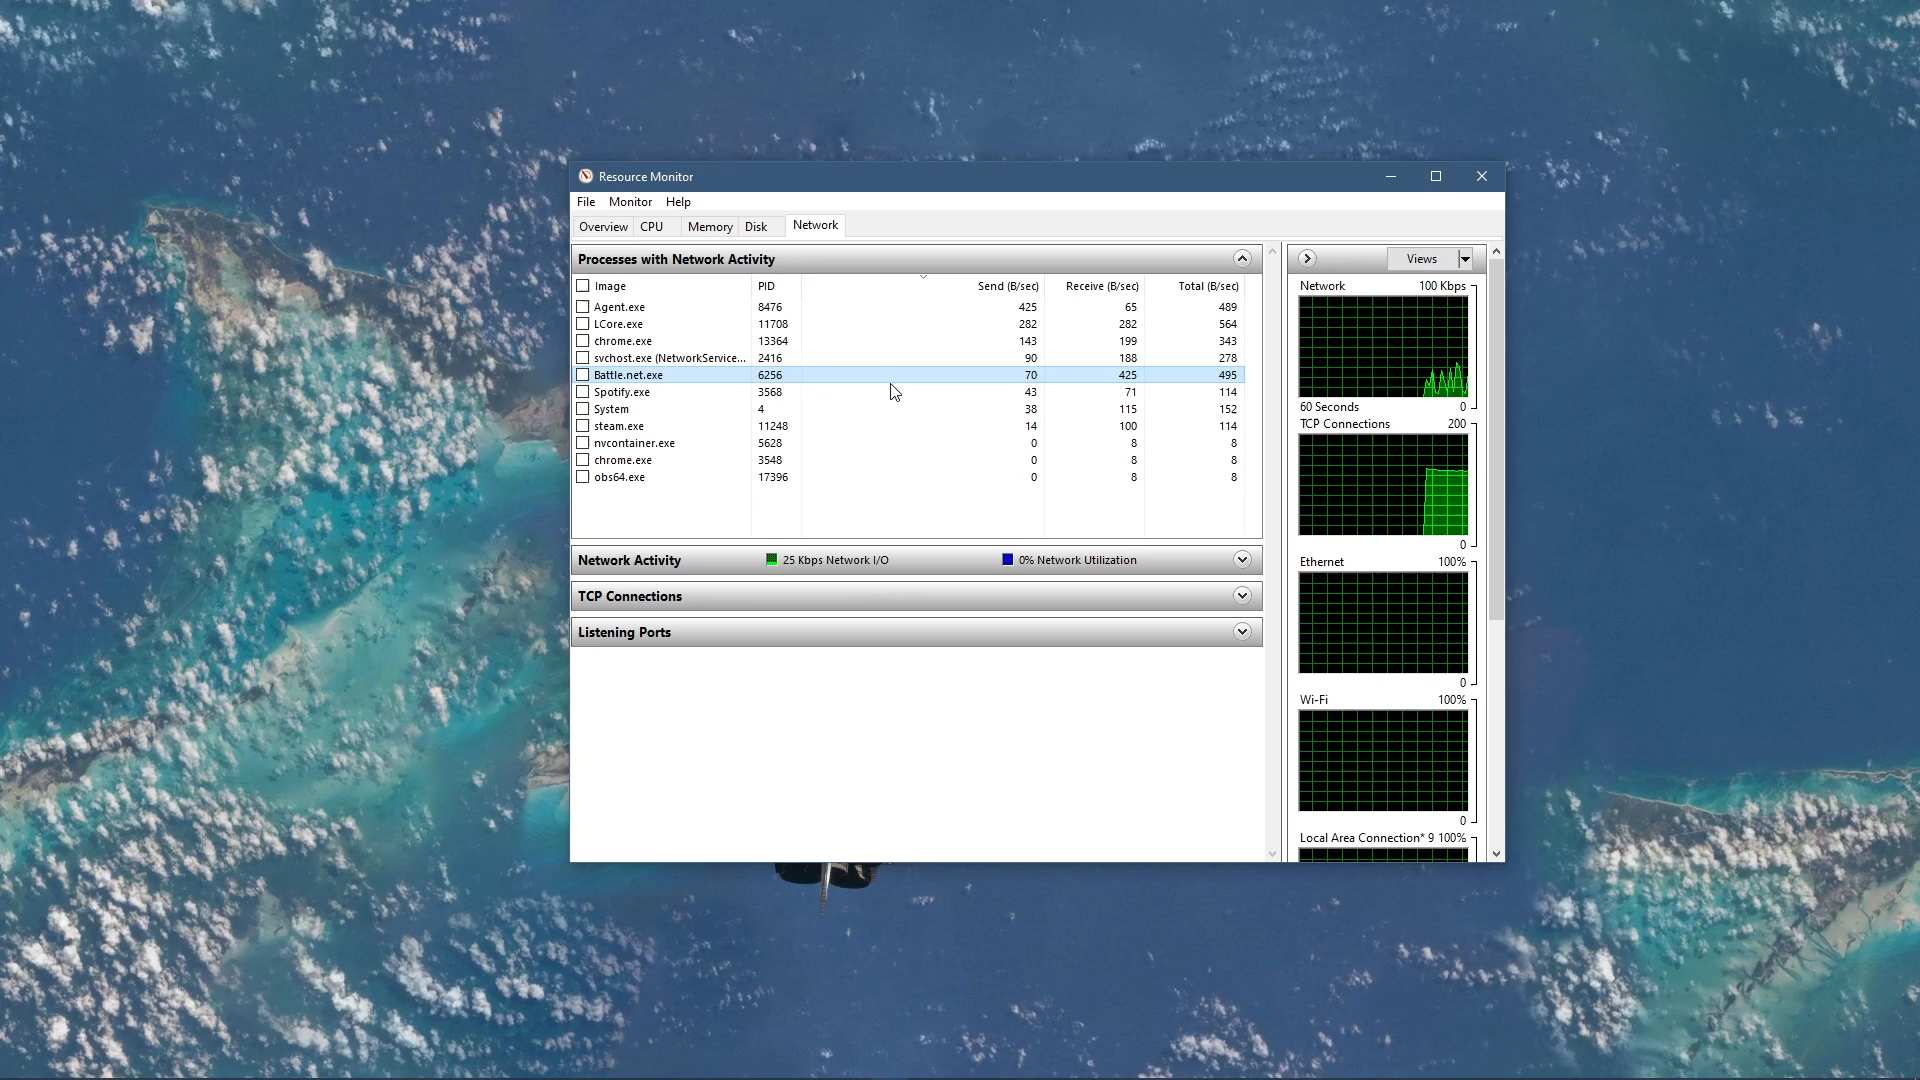 Resource Monitor
File Monitor Help
Overview CPU Memory Disk Network
Processes with Network Activity
Image PID Send (B/sec) Receive (B/sec) Total (B/sec)
Agent.exe 8476 425 65 489
LCore.exe 11708 282 282 564
chrome.exe 13364 143 199 343
svchost.exe (NetworkService... 2416 90 188 278
Battle.net.exe 6256 70 425 495
Spotify.exe 3568 43 71 114
System 4 38 115 152
steam.exe 11248 14 100 114
nvcontainer.exe 5628 0 8 8
chrome.exe 3548 0 8 8
obs64.exe 17396 0 8 8
Network Activity 25 Kbps Network I/O 0% Network Utilization
TCP Connections
Listening Ports
Views
Network 100 Kbps
60 Seconds 0
TCP Connections 200
0
Ethernet 100%
0
Wi-Fi 100%
0
Local Area Connection* 9 100%